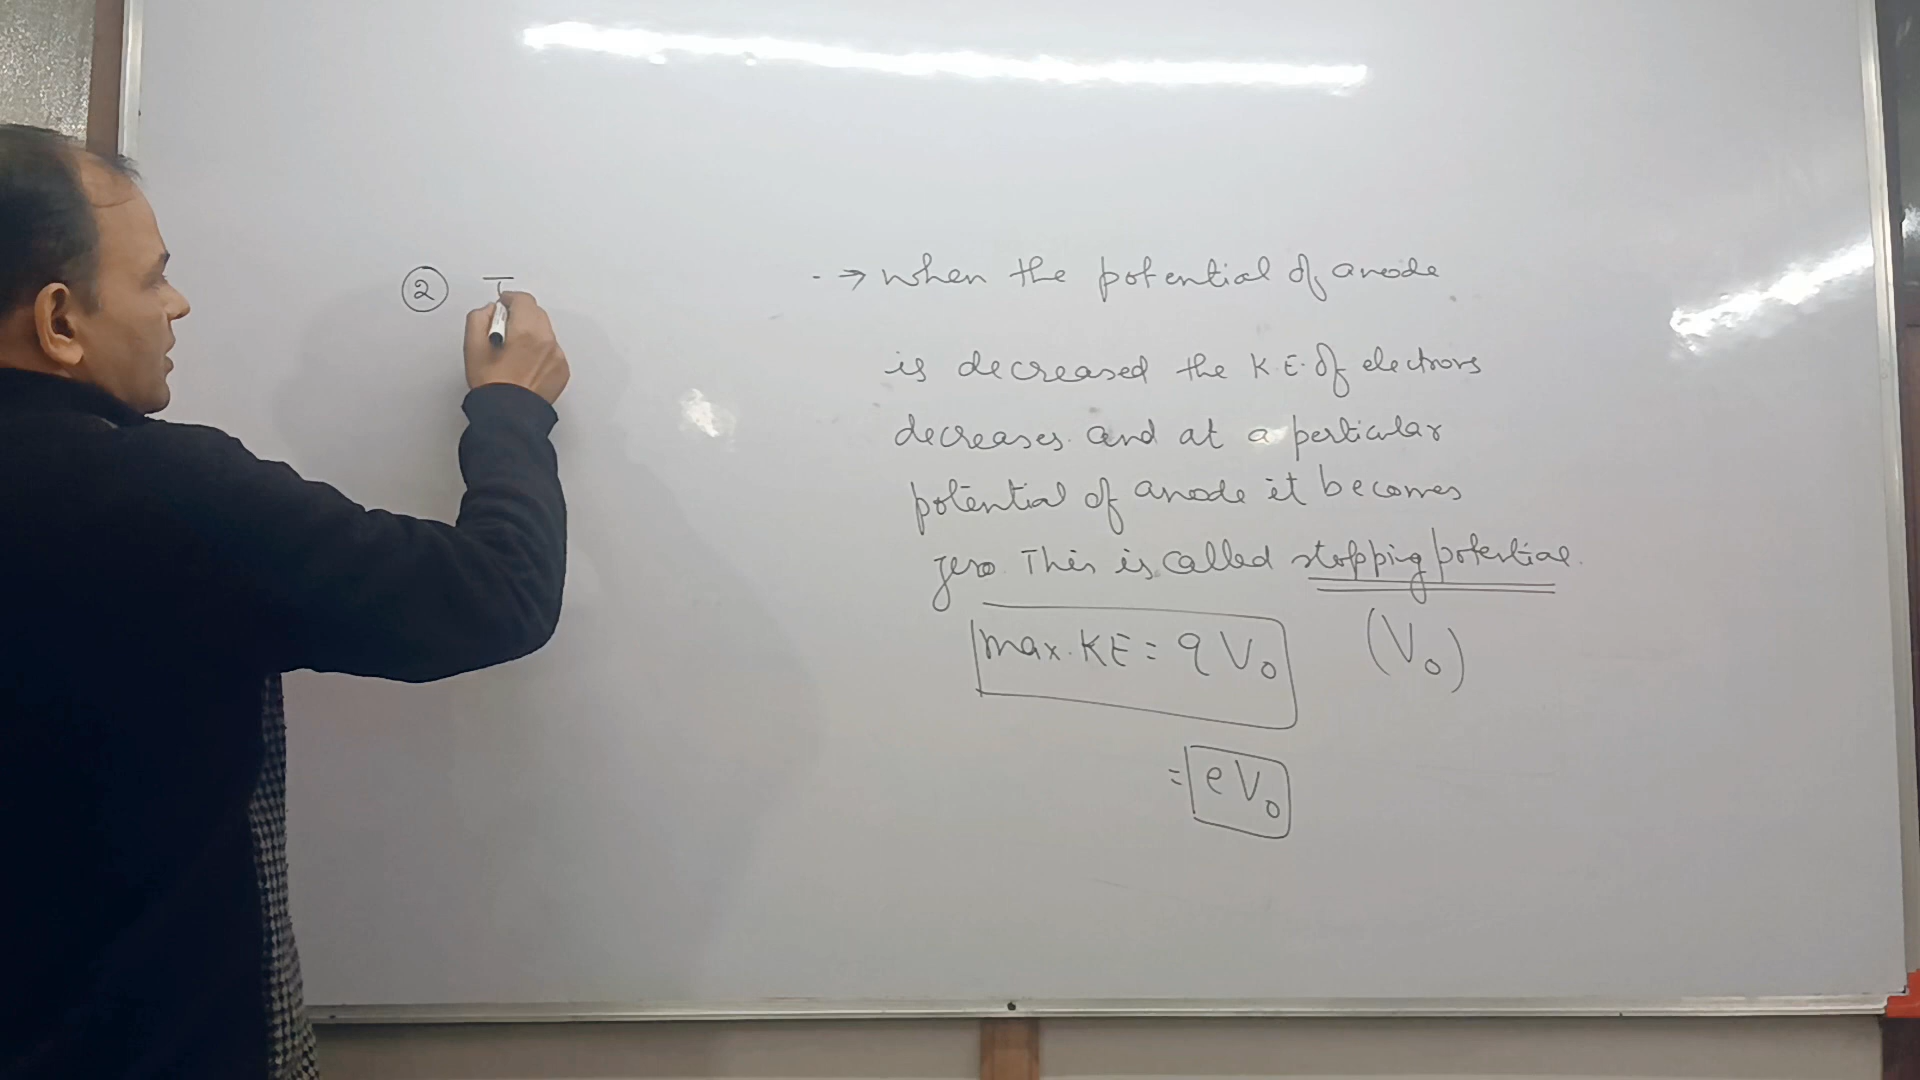 ②
-→ when the potential of anode
is decreased the K.E. of electrons
decreases. and at a perticular
potential of anode it becomes
zero. This is called stopping potential.
max. KE = qV₀ (V₀)
= eV₀